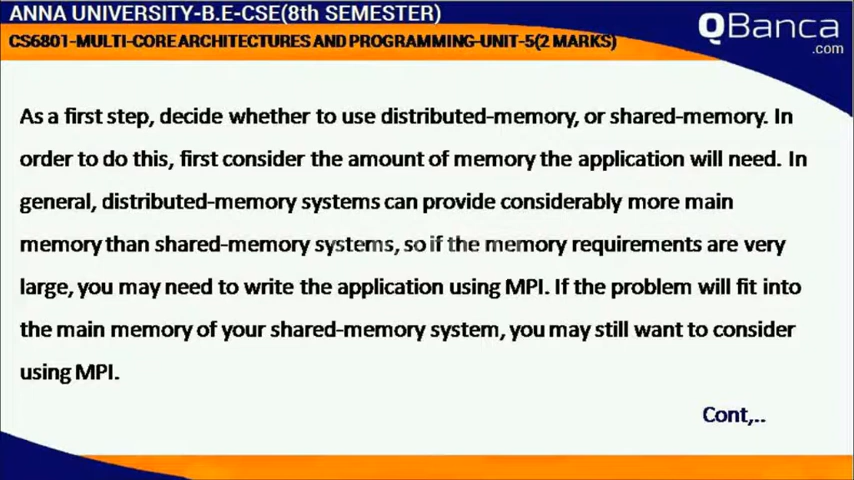 ANNA UNIVERSITY-B.E-CSE(8th SEMESTER)
CS6801-MULTI-CORE ARCHITECTURES AND PROGRAMMING-UNIT-5(2 MARKS)
QBanca
.com
As a first step, decide whether to use distributed-memory, or shared-memory. In
order to do this, first consider the amount of memory the application will need. In
general, distributed-memory systems can provide considerably more main
memory than shared-memory systems, so if the memory requirements are very
large, you may need to write the application using MPI. If the problem will fit into
the main memory of your shared-memory system, you may still want to consider
using MPI.
Cont,..